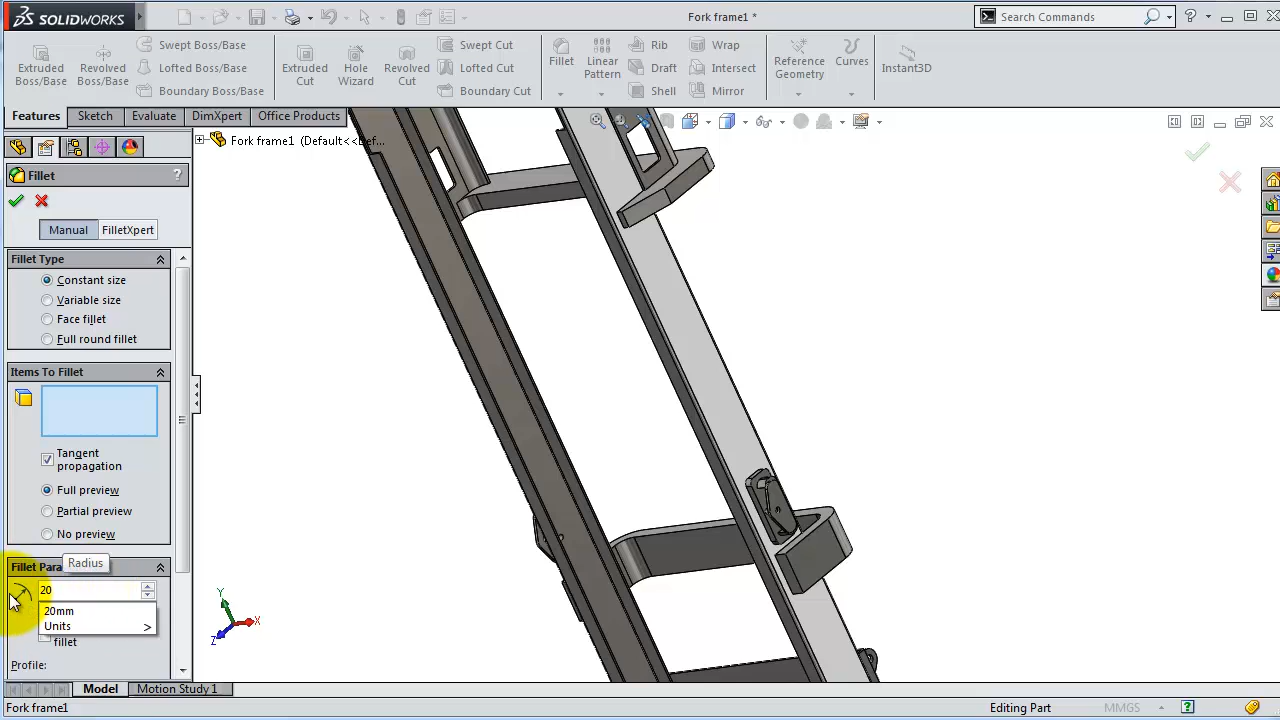 SOLIDWORKS
Fork frame1 *
Search Commands
?
Extruded Boss/Base
Revolved Boss/Base
Swept Boss/Base
Lofted Boss/Base
Boundary Boss/Base
Extruded Cut
Hole Wizard
Revolved Cut
Swept Cut
Lofted Cut
Boundary Cut
Fillet
Linear Pattern
Rib
Draft
Shell
Wrap
Intersect
Mirror
Reference Geometry
Curves
Instant3D
Features
Sketch
Evaluate
DimXpert
Office Products
Fork frame1 (Default<<Def...
Fillet
?
Manual
FilletXpert
Fillet Type
Constant size
Variable size
Face fillet
Full round fillet
Items To Fillet
Tangent
propagation
Full preview
Partial preview
No preview
Radius
Fillet Para
20
20mm
Units >
fillet
Profile:
Y
X
Z
Model
Motion Study 1
Fork frame1
Editing Part
MMGS
?